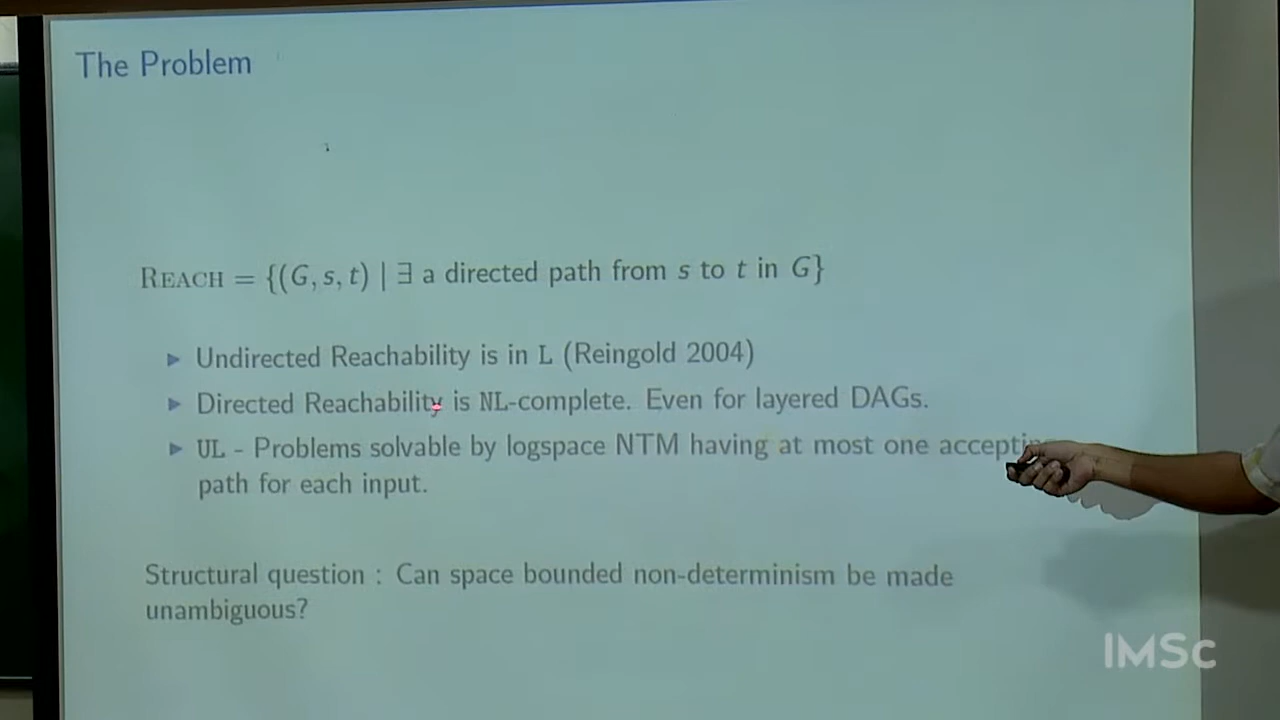 The Problem
REACH = {(G, s, t) | ∃ a directed path from s to t in G}
▶ Undirected Reachability is in L (Reingold 2004)
▶ Directed Reachability is NL-complete. Even for layered DAGs.
▶ UL - Problems solvable by logspace NTM having at most one
path for each input.
Structural question : Can space bounded non-determinism be made
unambiguous?
IMSc